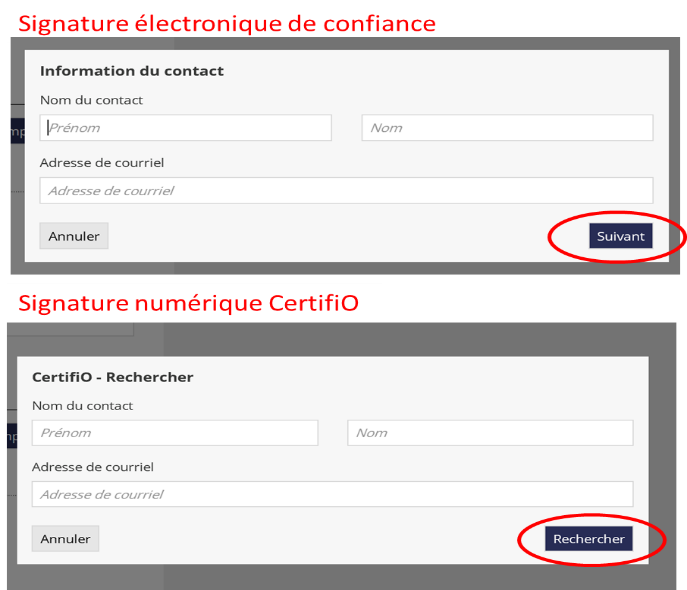 Signature électronique de confiance
Information du contact
Nom du contact
Prénom Nom
Adresse de courriel
Adresse de courriel
Annuler Suivant
Signature numérique CertifiO
CertifiO - Rechercher
Nom du contact
Prénom Nom
Adresse de courriel
Adresse de courriel
Annuler Rechercher